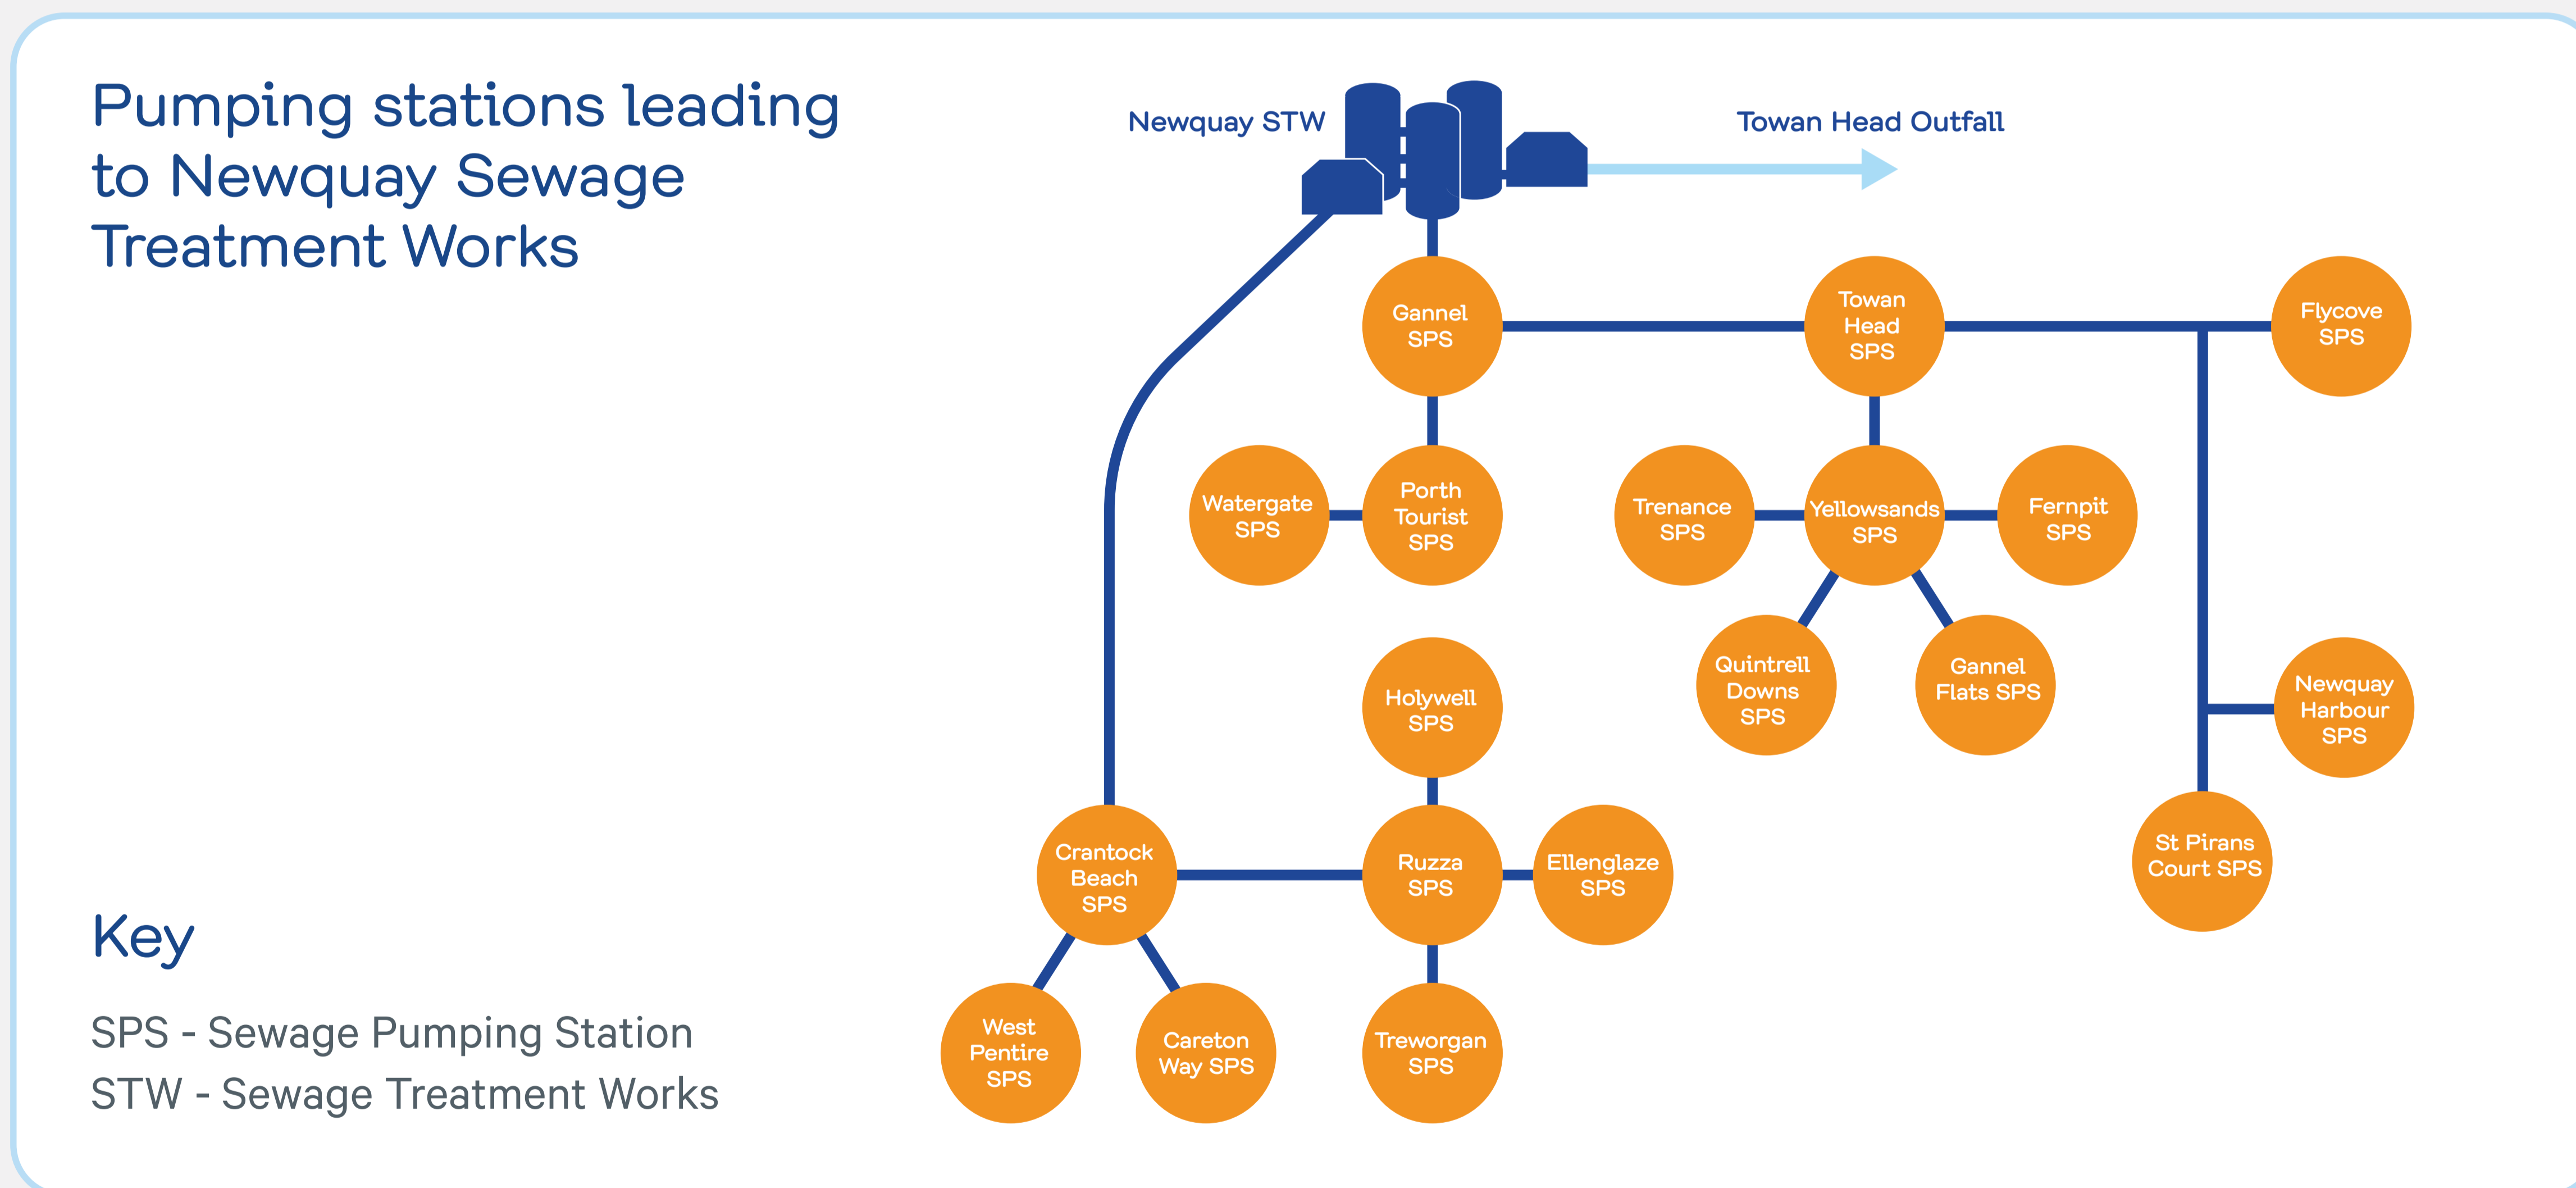 Pumping stations leading
to Newquay Sewage
Treatment Works
Newquay STW
Towan Head Outfall
Gannel
SPS
Towan
Head
SPS
Flycove
SPS
Watergate
SPS
Porth
Tourist
SPS
Trenance
SPS
Yellowsands
SPS
Fernpit
SPS
Quintrell
Downs
SPS
Gannel
Flats SPS
Holywell
SPS
Newquay
Harbour
SPS
Crantock
Beach
SPS
Ruzza
SPS
Ellenglaze
SPS
St Pirans
Court SPS
West
Pentire
SPS
Careton
Way SPS
Treworgan
SPS
Key
SPS - Sewage Pumping Station
STW - Sewage Treatment Works